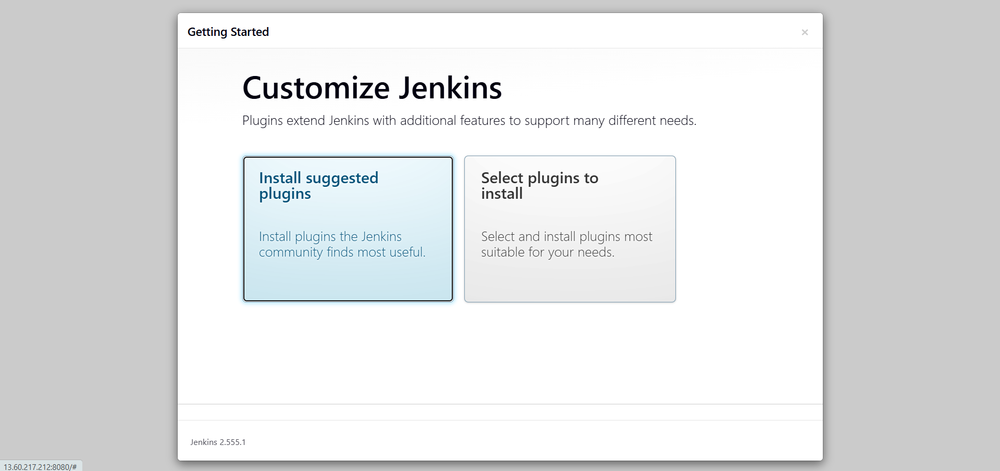 Getting Started
×
Customize Jenkins
Plugins extend Jenkins with additional features to support many different needs.
Install suggested
plugins
Install plugins the Jenkins
community finds most useful.
Select plugins to
install
Select and install plugins most
suitable for your needs.
Jenkins 2.555.1
13.60.217.212:8080/#